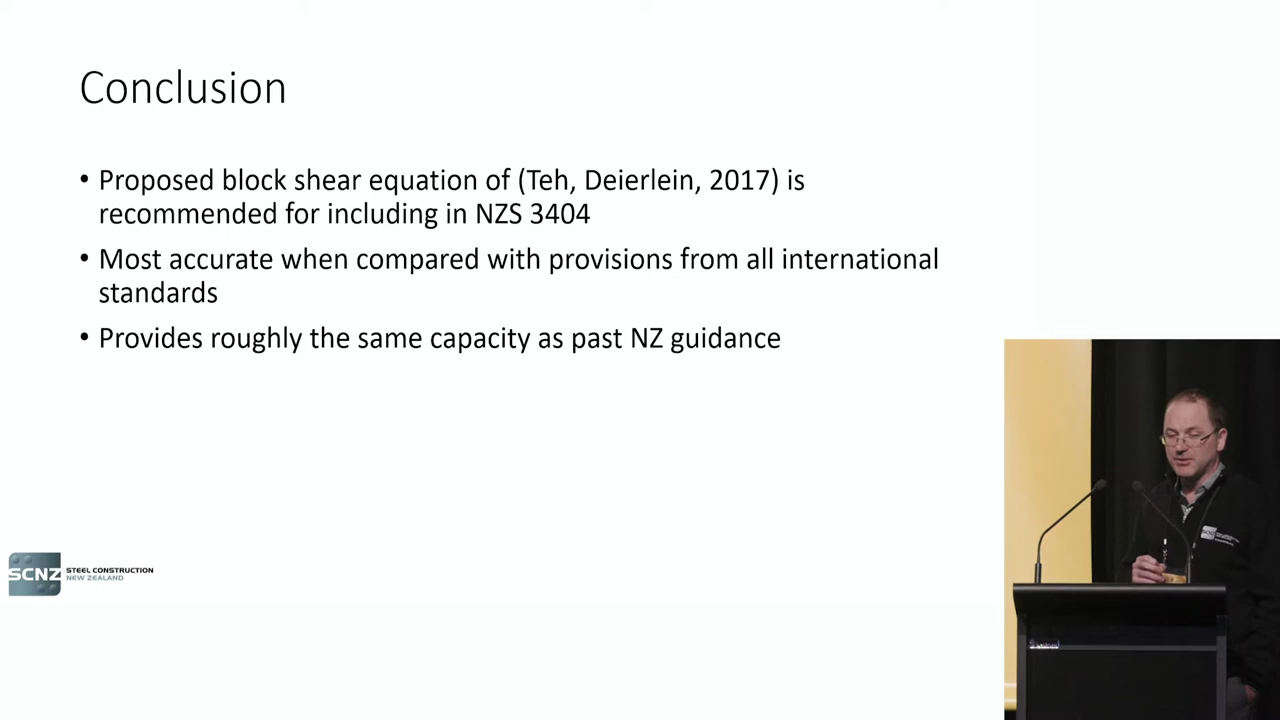 Conclusion
• Proposed block shear equation of (Teh, Deierlein, 2017) is
recommended for including in NZS 3404
• Most accurate when compared with provisions from all international
standards
• Provides roughly the same capacity as past NZ guidance
SCNZ
STEEL CONSTRUCTION
NEW ZEALAND